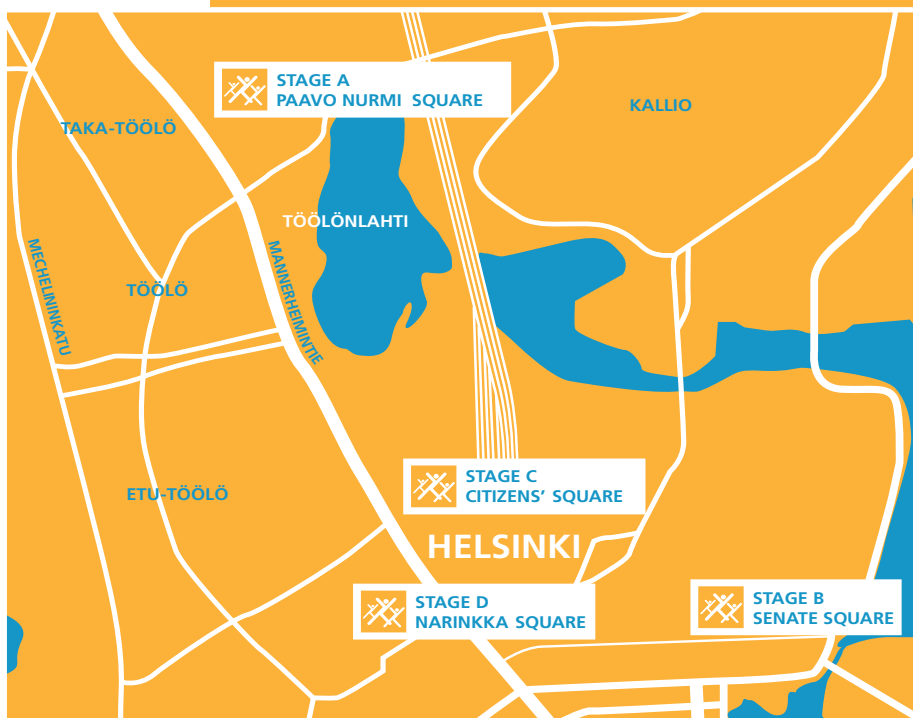 STAGE A
PAAVO NURMI SQUARE
KALLIO
TAKA-TÖÖLÖ
TÖÖLÖNLAHTI
MECHELININKATU
MANNERHEIMINTIE
TÖÖLÖ
STAGE C
CITIZENS' SQUARE
ETU-TÖÖLÖ
HELSINKI
STAGE D
NARINKKA SQUARE
STAGE B
SENATE SQUARE